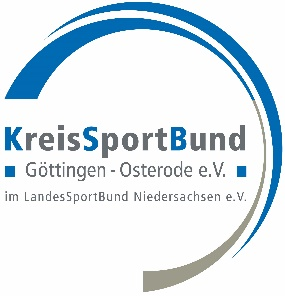 KreisSportBund
Göttingen - Osterode e.V.
im LandesSportBund Niedersachsen e.V.